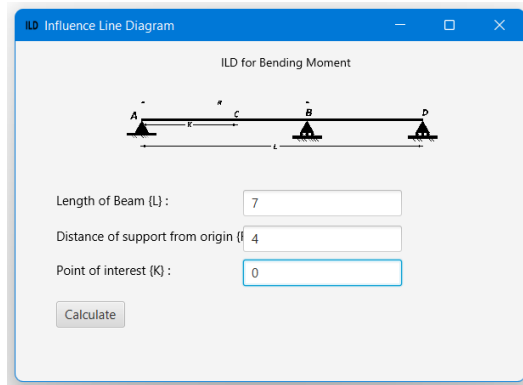 ILD Influence Line Diagram
ILD for Bending Moment
A
C
B
D
K
L
Length of Beam {L} :
7
Distance of support from origin {
4
Point of interest {K} :
0
Calculate